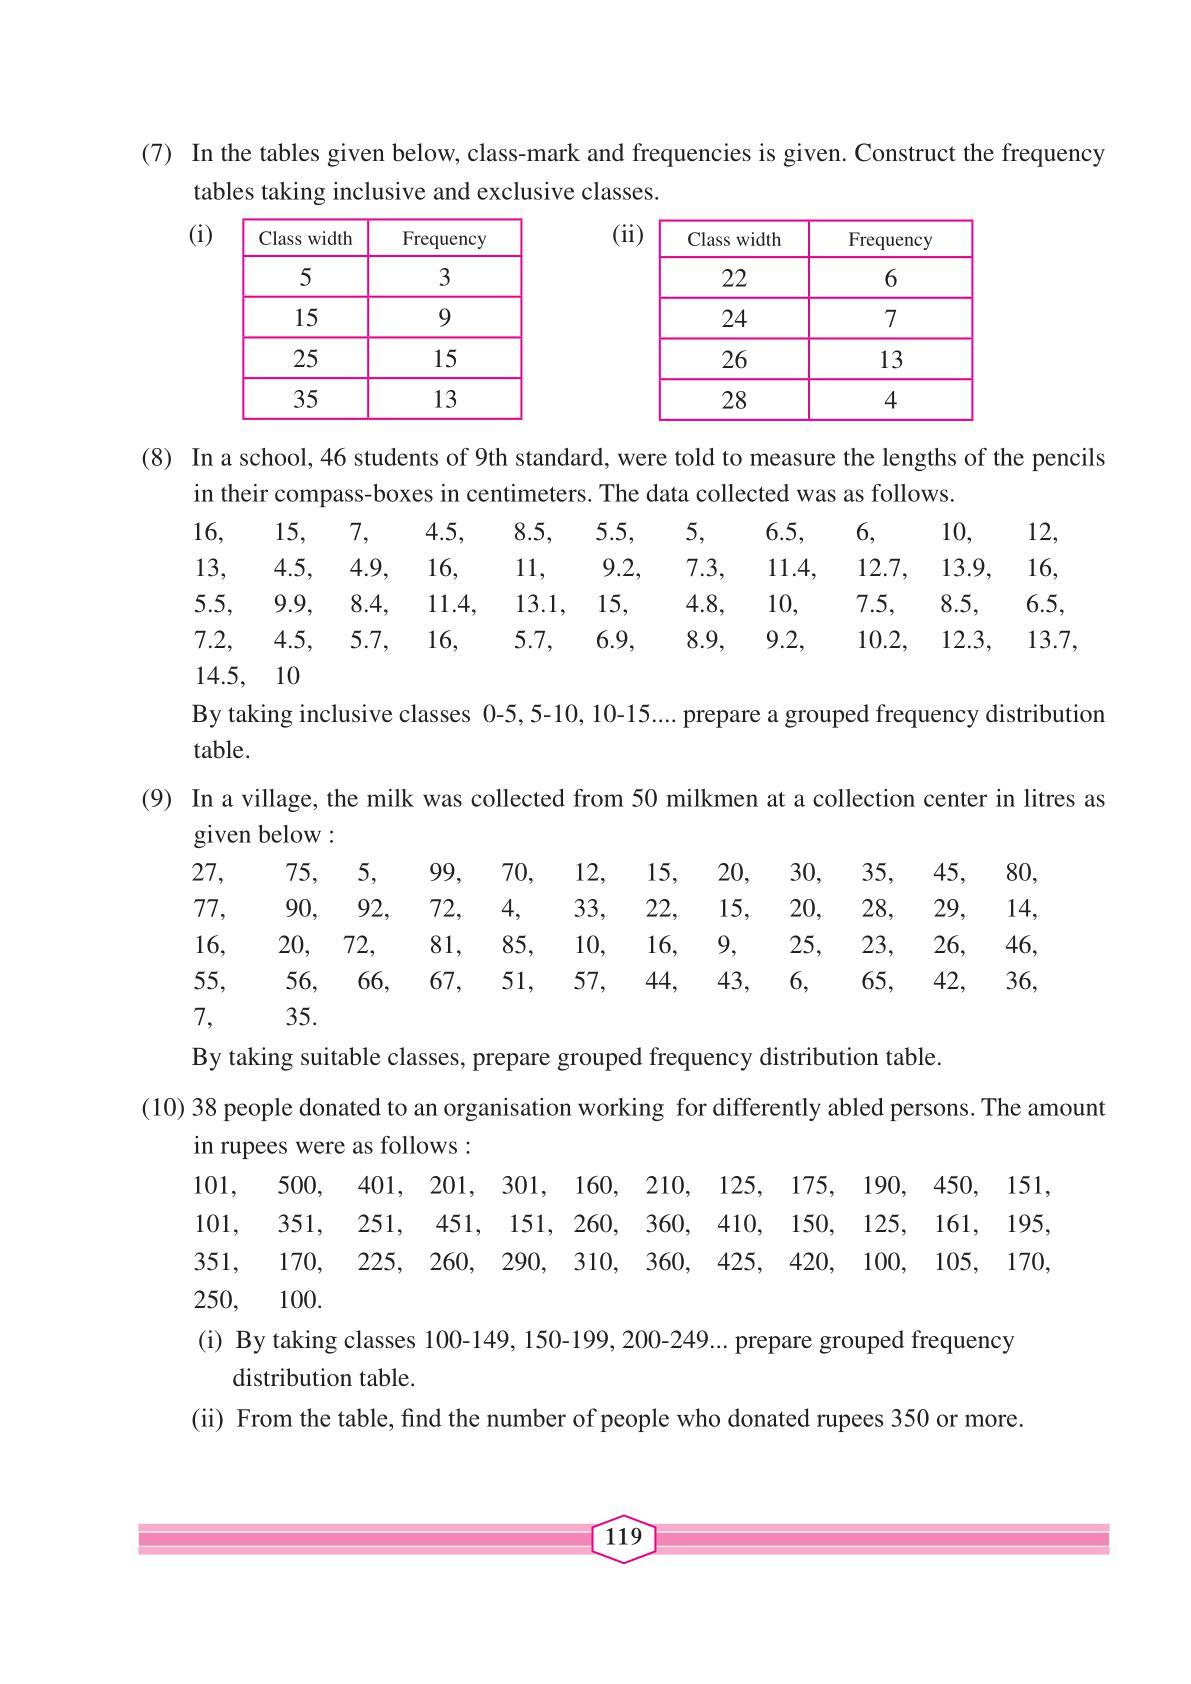 (7) In the tables given below, class-mark and frequencies is given. Construct the frequency
tables taking inclusive and exclusive classes.
(i)
Class width Frequency
5 3
15 9
25 15
35 13
(ii)
Class width Frequency
22 6
24 7
26 13
28 4
(8) In a school, 46 students of 9th standard, were told to measure the lengths of the pencils
in their compass-boxes in centimeters. The data collected was as follows.
16, 15, 7, 4.5, 8.5, 5.5, 5, 6.5, 6, 10, 12,
13, 4.5, 4.9, 16, 11, 9.2, 7.3, 11.4, 12.7, 13.9, 16,
5.5, 9.9, 8.4, 11.4, 13.1, 15, 4.8, 10, 7.5, 8.5, 6.5,
7.2, 4.5, 5.7, 16, 5.7, 6.9, 8.9, 9.2, 10.2, 12.3, 13.7,
14.5, 10
By taking inclusive classes 0-5, 5-10, 10-15.... prepare a grouped frequency distribution
table.
(9) In a village, the milk was collected from 50 milkmen at a collection center in litres as
given below :
27, 75, 5, 99, 70, 12, 15, 20, 30, 35, 45, 80,
77, 90, 92, 72, 4, 33, 22, 15, 20, 28, 29, 14,
16, 20, 72, 81, 85, 10, 16, 9, 25, 23, 26, 46,
55, 56, 66, 67, 51, 57, 44, 43, 6, 65, 42, 36,
7, 35.
By taking suitable classes, prepare grouped frequency distribution table.
(10) 38 people donated to an organisation working for differently abled persons. The amount
in rupees were as follows :
101, 500, 401, 201, 301, 160, 210, 125, 175, 190, 450, 151,
101, 351, 251, 451, 151, 260, 360, 410, 150, 125, 161, 195,
351, 170, 225, 260, 290, 310, 360, 425, 420, 100, 105, 170,
250, 100.
(i) By taking classes 100-149, 150-199, 200-249... prepare grouped frequency
distribution table.
(ii) From the table, find the number of people who donated rupees 350 or more.
119